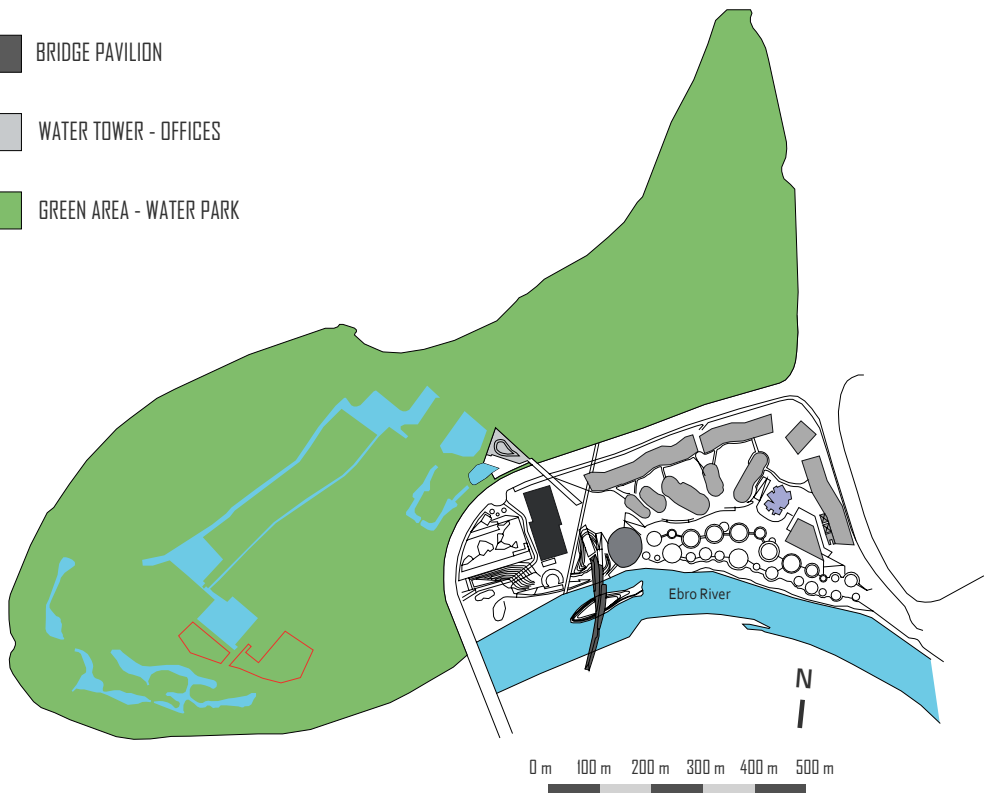 BRIDGE PAVILION
WATER TOWER - OFFICES
GREEN AREA - WATER PARK
Ebro River
N
0 m 100 m 200 m 300 m 400 m 500 m